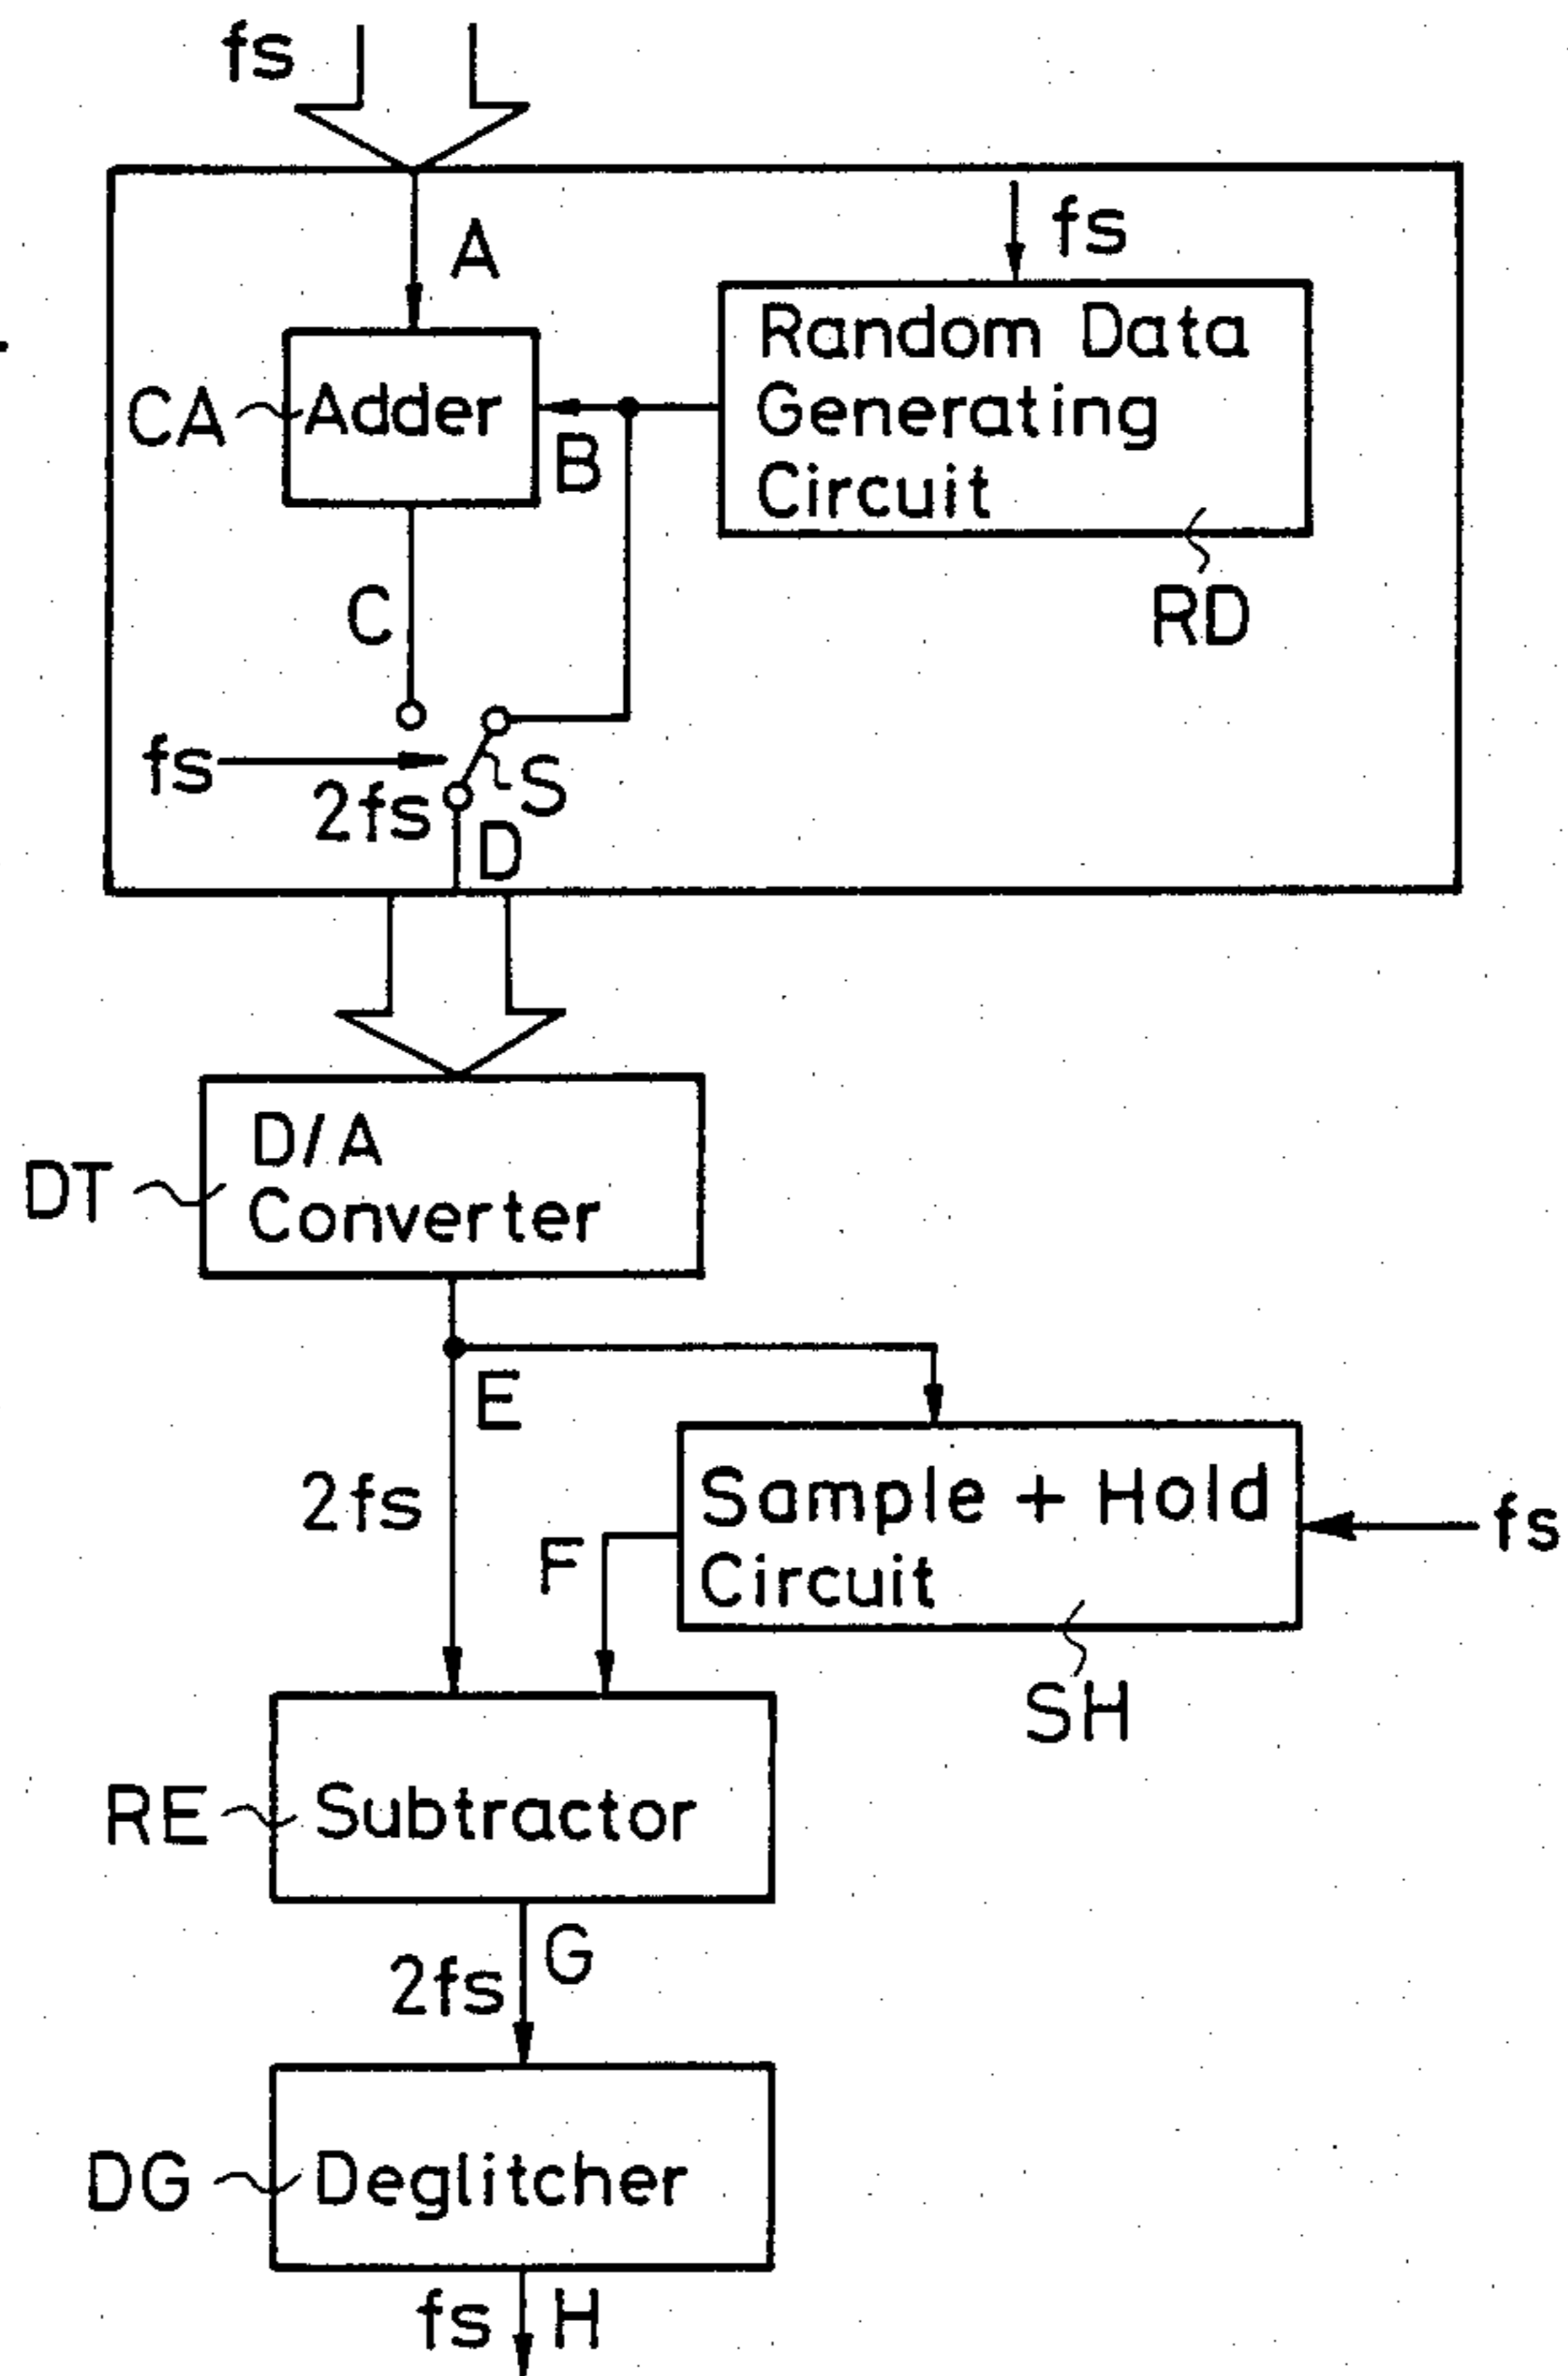 fs
A
fs
Random Data
Generating
Circuit
CA
Adder
B
C
RD
fs
2fs
S
D
D/A
Converter
DT
E
2fs
Sample + Hold
Circuit
fs
F
SH
RE
Subtractor
G
2fs
DG
Deglitcher
fs
H